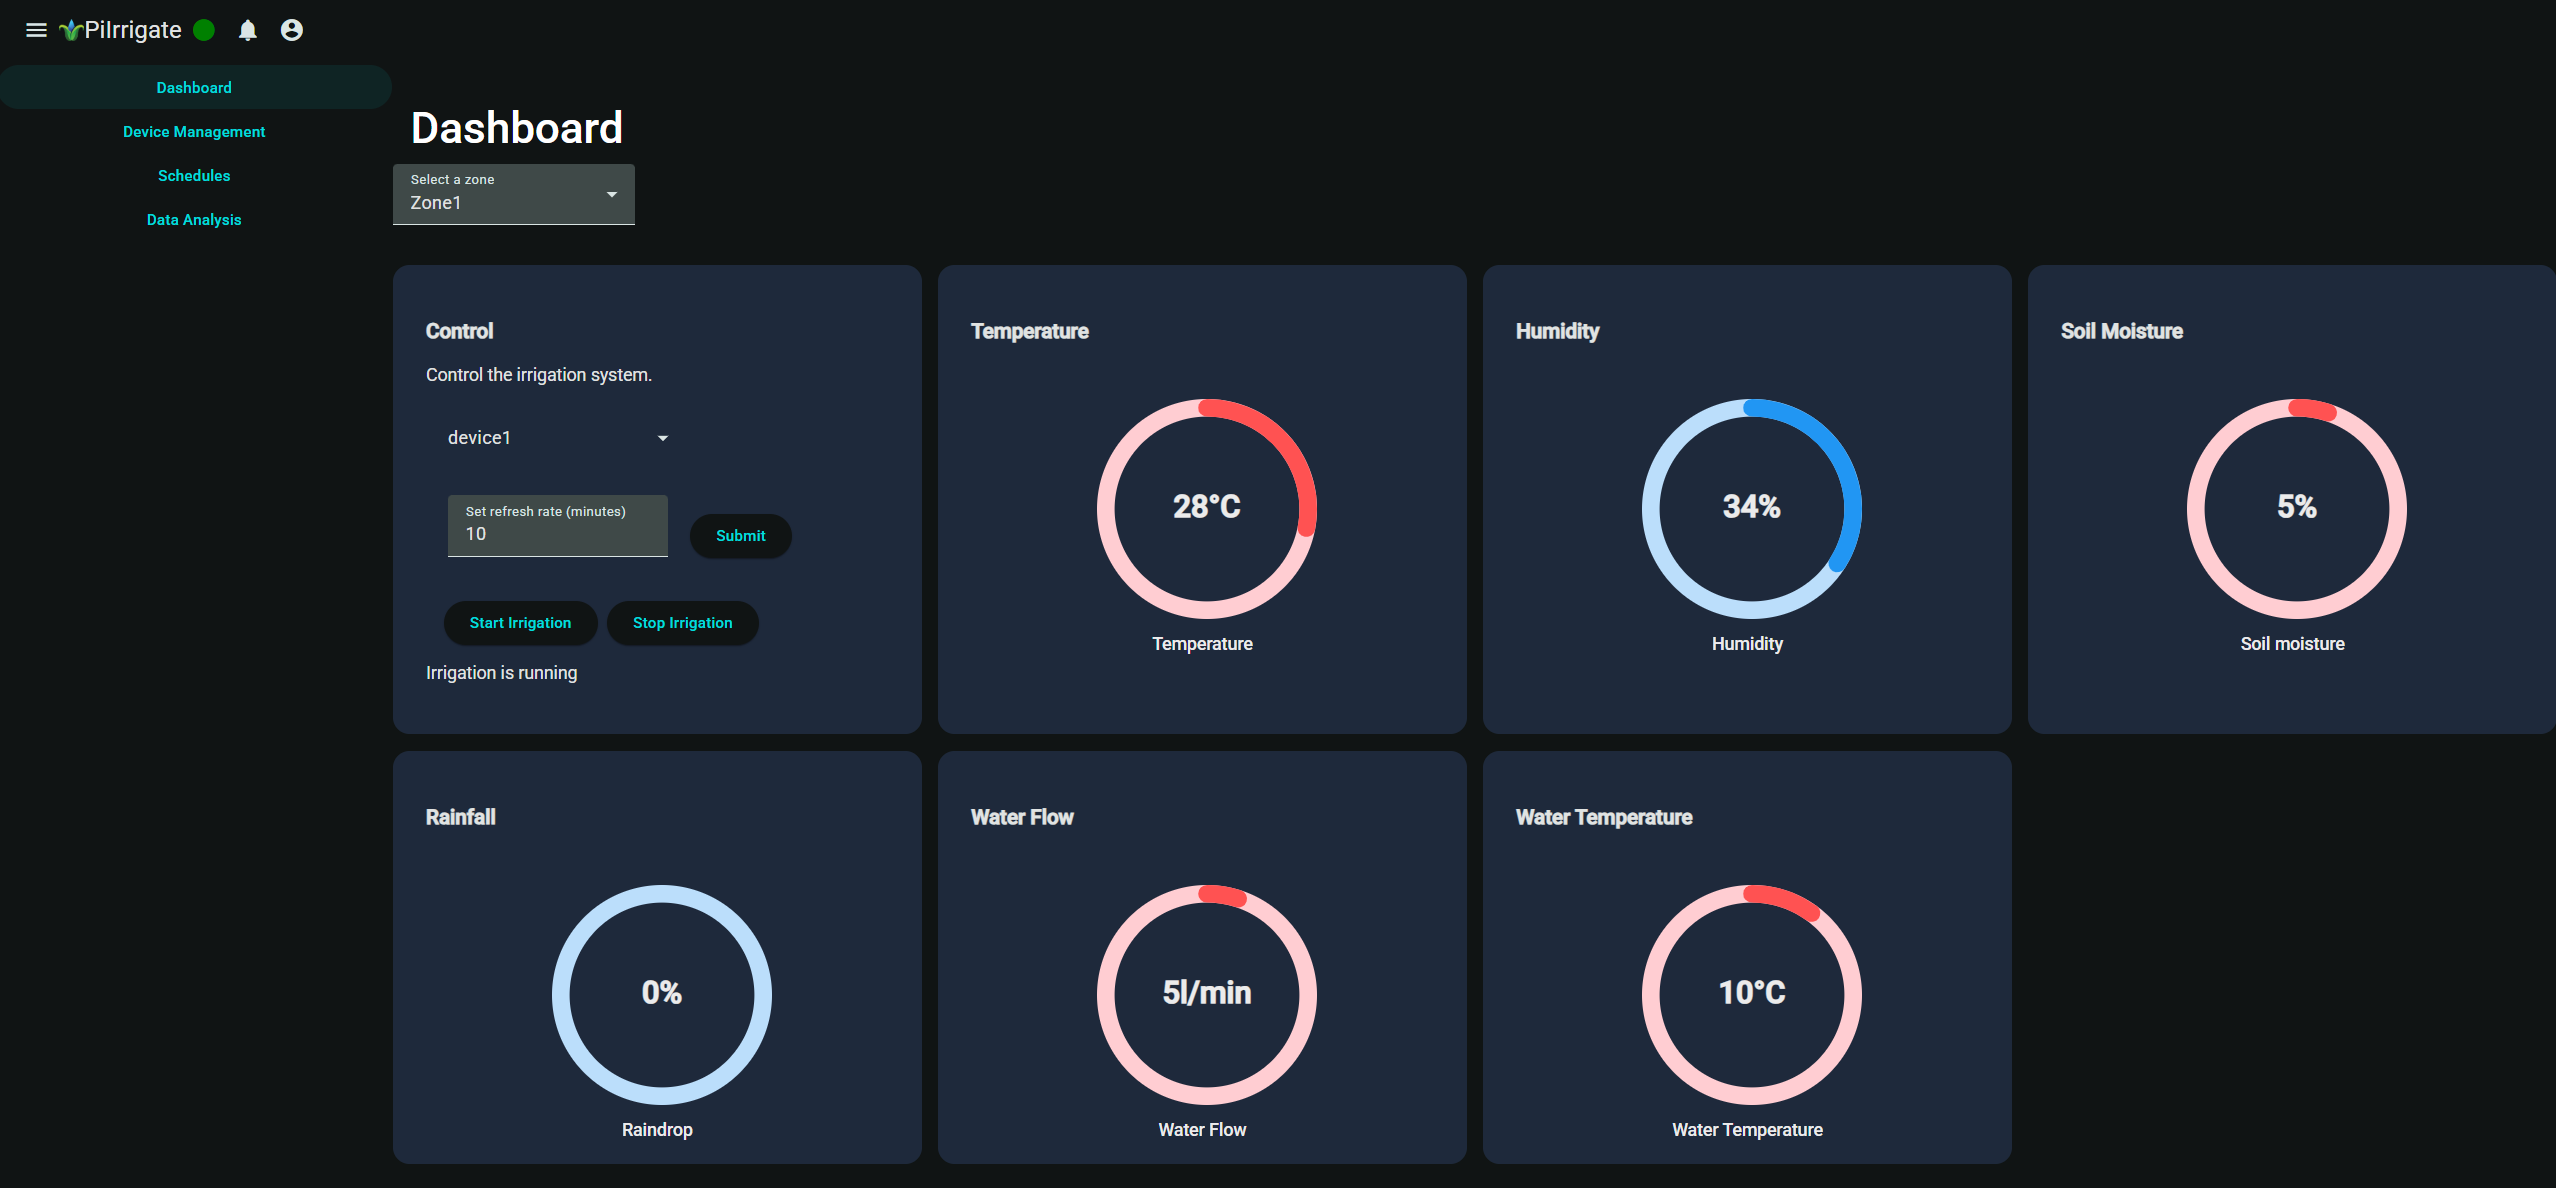 PiIrrigate
Dashboard
Device Management
Schedules
Data Analysis
Dashboard
Select a zone
Zone1
Control
Control the irrigation system.
device1
Set refresh rate (minutes)
10
Submit
Start Irrigation
Stop Irrigation
Irrigation is running
Temperature
28°C
Temperature
Humidity
34%
Humidity
Soil Moisture
5%
Soil moisture
Rainfall
0%
Raindrop
Water Flow
5l/min
Water Flow
Water Temperature
10°C
Water Temperature